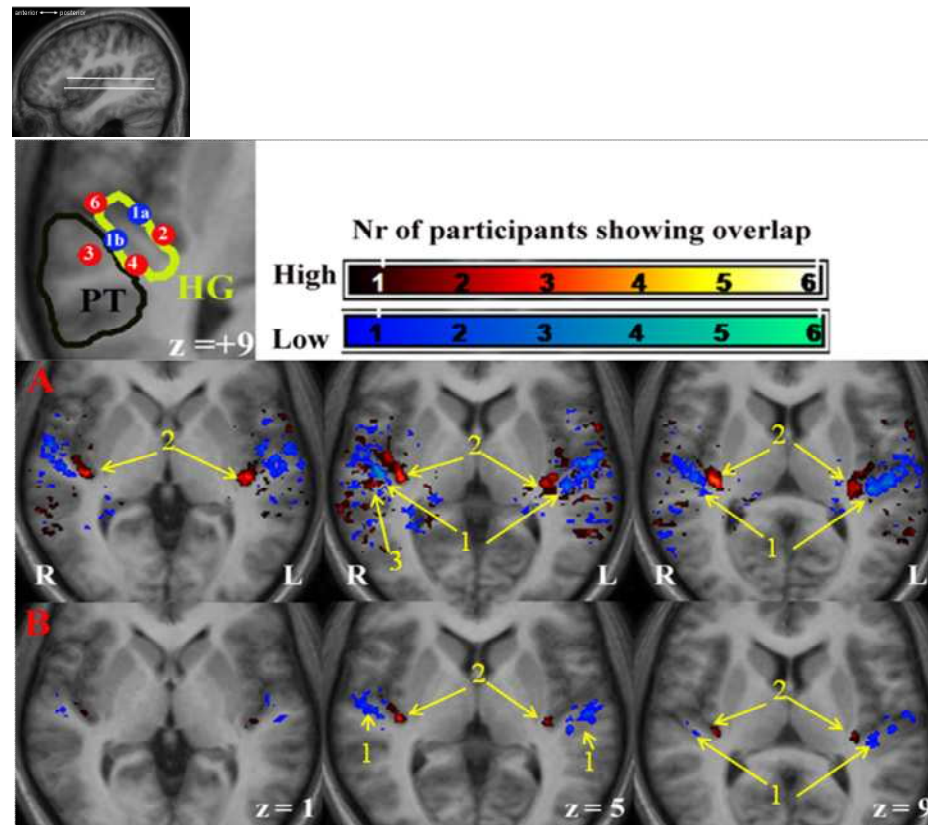 anterior posterior
6
1a
2
1b
3
4
PT
HG
z =+9
Nr of participants showing overlap
High 1 2 3 4 5 6
Low 1 2 3 4 5 6
A
2 2 2
1 1
3
R L R L R L
B
2 2
1 1 1
z = 1 z = 5 z = 9